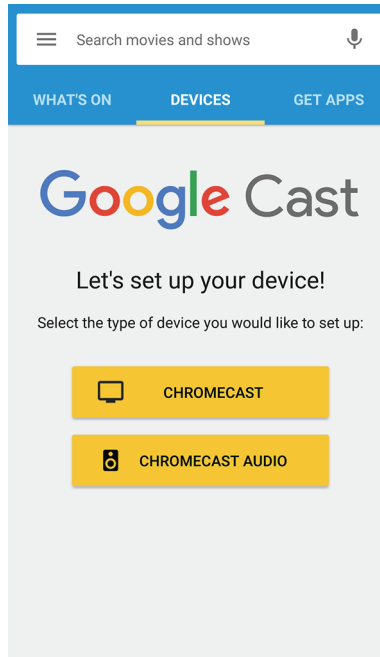 Search movies and shows
WHAT'S ON DEVICES GET APPS
Google Cast
Let's set up your device!
Select the type of device you would like to set up:
CHROMECAST
CHROMECAST AUDIO